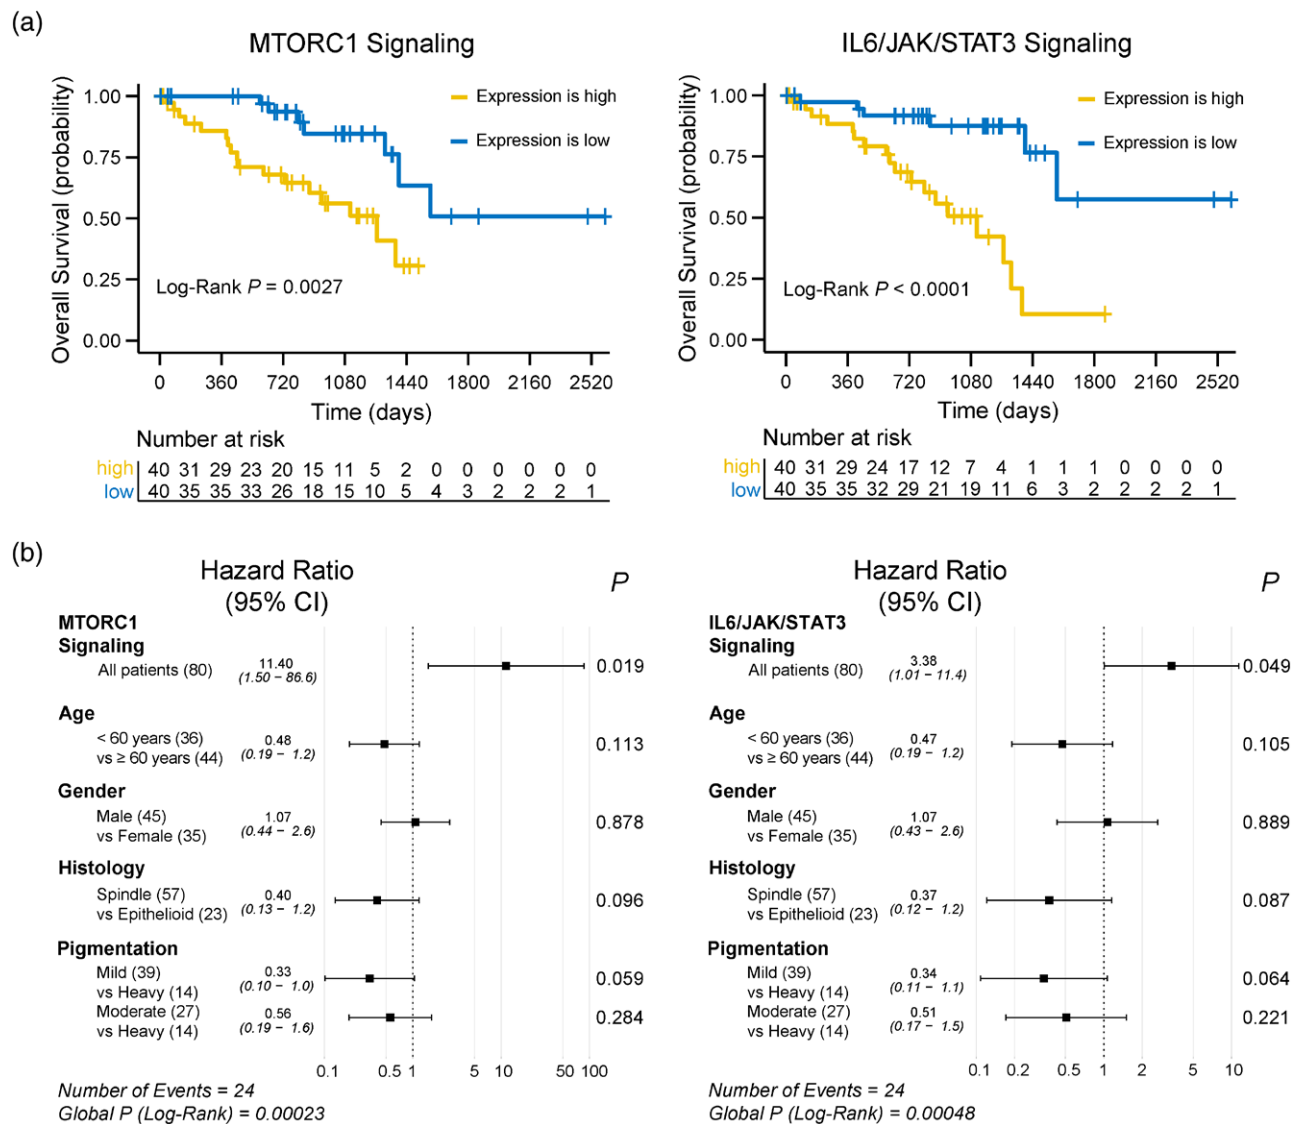 (a)
MTORC1 Signaling
Overall Survival (probability)
1.00
0.75
0.50
0.25
0.00
Expression is high
Expression is low
Log-Rank P = 0.0027
0 360 720 1080 1440 1800 2160 2520
Time (days)
Number at risk
high 40 31 29 23 20 15 11 5 2 0 0 0 0 0 0
low 40 35 35 33 26 18 15 10 5 4 3 2 2 2 1
IL6/JAK/STAT3 Signaling
Overall Survival (probability)
1.00
0.75
0.50
0.25
0.00
Expression is high
Expression is low
Log-Rank P < 0.0001
0 360 720 1080 1440 1800 2160 2520
Time (days)
Number at risk
high 40 31 29 24 17 12 7 4 1 1 1 0 0 0 0
low 40 35 35 32 29 21 19 11 6 3 2 2 2 2 1
(b)
Hazard Ratio
(95% CI)
P
MTORC1
Signaling
All patients (80) 11.40 0.019
(1.50 – 86.6)
Age
< 60 years (36) 0.48 0.113
vs ≥ 60 years (44) (0.19 – 1.2)
Gender
Male (45) 1.07 0.878
vs Female (35) (0.44 – 2.6)
Histology
Spindle (57) 0.40 0.096
vs Epithelioid (23) (0.13 – 1.2)
Pigmentation
Mild (39) 0.33 0.059
vs Heavy (14) (0.10 – 1.0)
Moderate (27) 0.56 0.284
vs Heavy (14) (0.19 – 1.6)
0.1 0.5 1 5 10 50 100
Number of Events = 24
Global P (Log-Rank) = 0.00023
Hazard Ratio
(95% CI)
P
IL6/JAK/STAT3
Signaling
All patients (80) 3.38 0.049
(1.01 – 11.4)
Age
< 60 years (36) 0.47 0.105
vs ≥ 60 years (44) (0.19 – 1.2)
Gender
Male (45) 1.07 0.889
vs Female (35) (0.43 – 2.6)
Histology
Spindle (57) 0.37 0.087
vs Epithelioid (23) (0.12 – 1.2)
Pigmentation
Mild (39) 0.34 0.064
vs Heavy (14) (0.11 – 1.1)
Moderate (27) 0.51 0.221
vs Heavy (14) (0.17 – 1.5)
0.1 0.2 0.5 1 2 5 10
Number of Events = 24
Global P (Log-Rank) = 0.00048